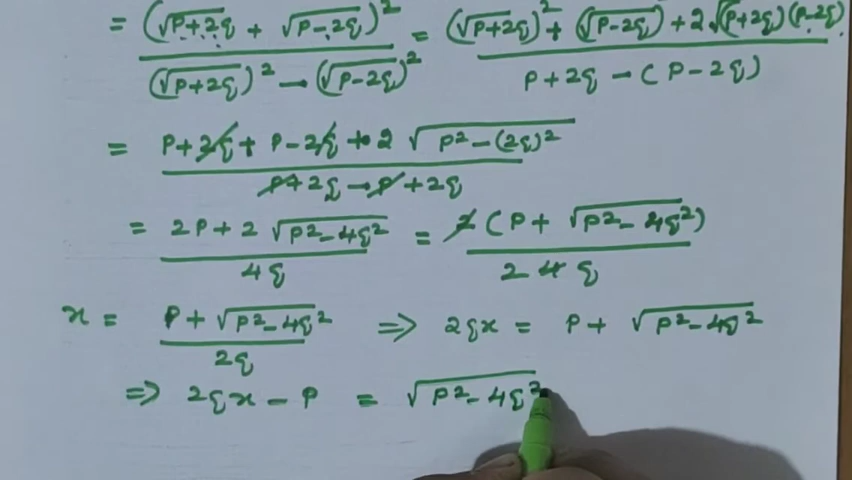 = (√P+2q + √P-2q)² / (√P+2q)² - (√P-2q)² = (√P+2q)² + (√P-2q) + 2√(P+2q)(P-2q) / P+2q-(P-2q)
= P+2q+P-2q+2 √P²-(2q)² / P+2q-P+2q
= 2P+2 √P²-4q² / 4q = 2(P+ √P²-4q²) / 2 4 q
x = P+√P²-4q² / 2q ⇒ 2qx = P+ √P²-4q²
⇒ 2qx - P = √P²-4q²